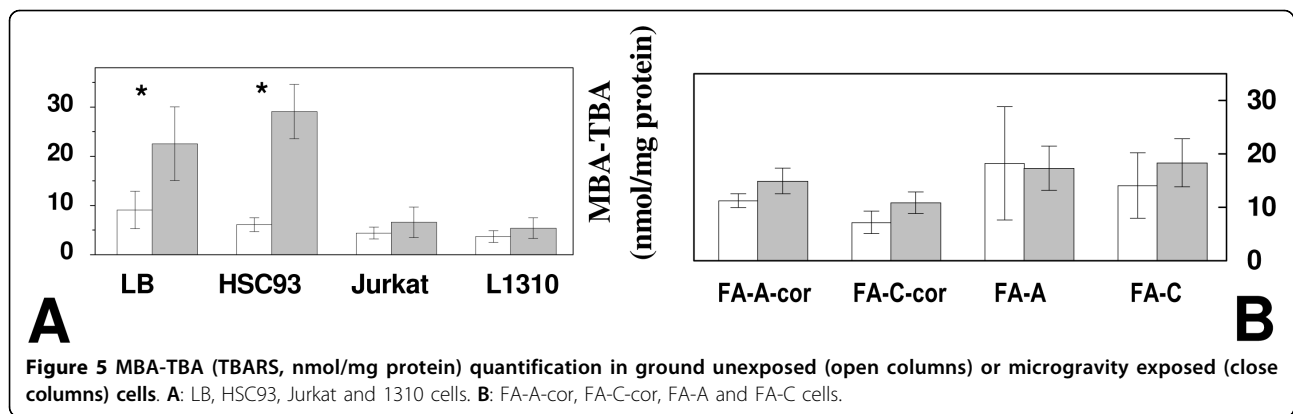 *
*
30
20
10
0
LB HSC93 Jurkat L1310
A
MBA-TBA
(nmol/mg protein)
30
20
10
0
FA-A-cor FA-C-cor FA-A FA-C
B
Figure 5 MBA-TBA (TBARS, nmol/mg protein) quantification in ground unexposed (open columns) or microgravity exposed (close
columns) cells. A: LB, HSC93, Jurkat and 1310 cells. B: FA-A-cor, FA-C-cor, FA-A and FA-C cells.